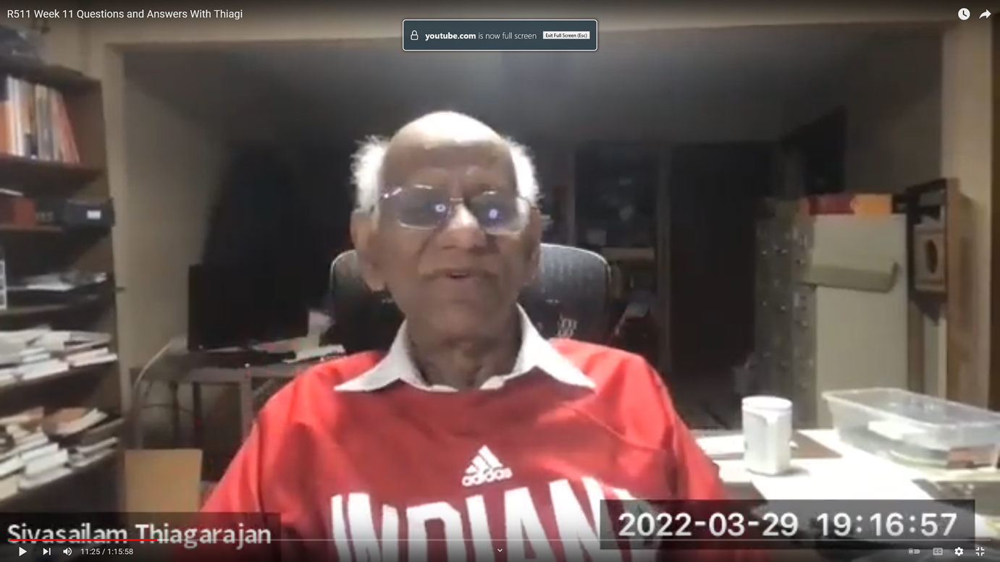 R511 Week 11 Questions and Answers With Thiagi
youtube.com is now full screen
Exit Full Screen (Esc)
adidas
INDIANA
Sivasailam Thiagarajan
2022-03-29 19:16:57
11:25 / 1:15:58
CC